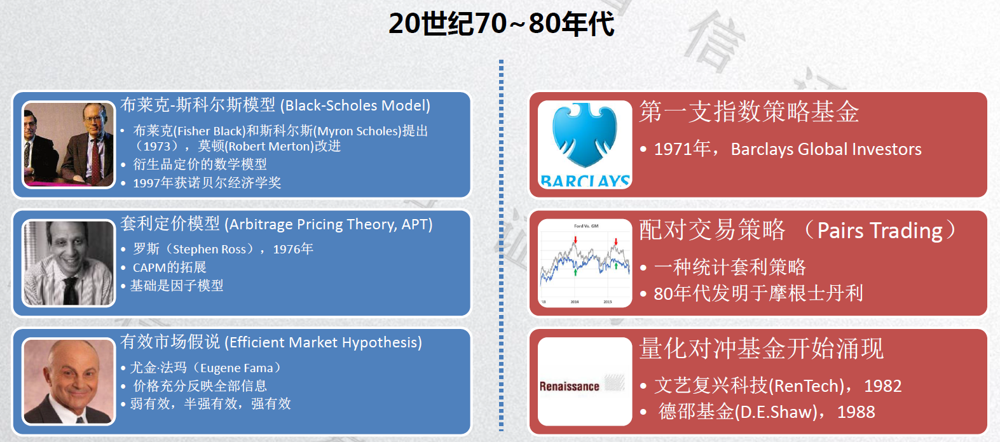 20世纪70~80年代
布莱克-斯科尔斯模型 (Black-Scholes Model)
• 布莱克(Fisher Black)和斯科尔斯(Myron Scholes)提出
（1973），莫顿(Robert Merton)改进
• 衍生品定价的数学模型
• 1997年获诺贝尔经济学奖
套利定价模型 (Arbitrage Pricing Theory, APT)
• 罗斯（Stephen Ross），1976年
• CAPM的拓展
• 基础是因子模型
有效市场假说 (Efficient Market Hypothesis)
• 尤金·法玛（Eugene Fama）
• 价格充分反映全部信息
• 弱有效，半强有效，强有效
BARCLAYS
第一支指数策略基金
• 1971年，Barclays Global Investors
Ford Vs. GM
2014
2015
配对交易策略 （Pairs Trading）
• 一种统计套利策略
• 80年代发明于摩根士丹利
Renaissance
量化对冲基金开始涌现
• 文艺复兴科技(RenTech)，1982
• 德邵基金(D.E.Shaw)，1988
信
证